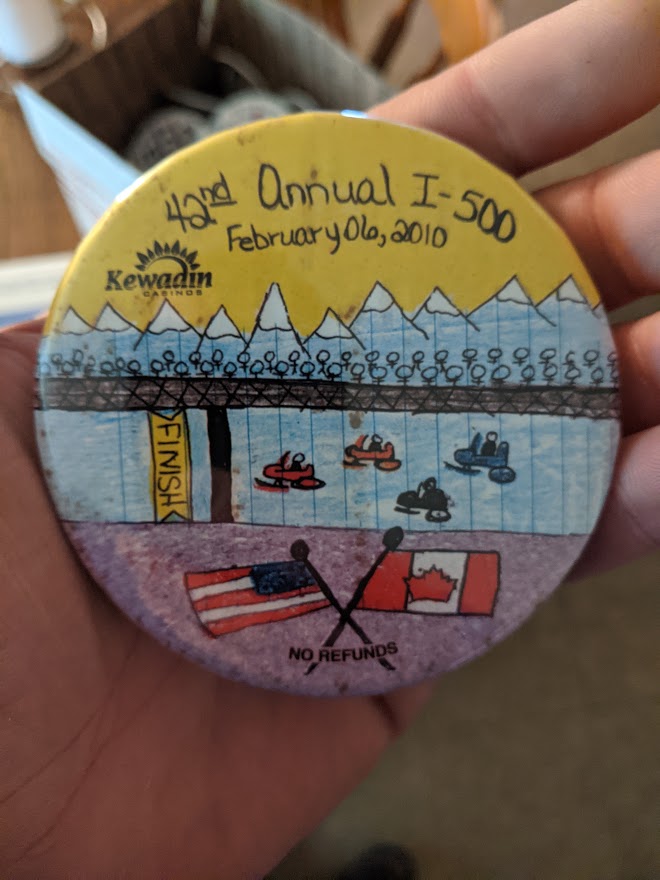 42nd Annual I-500
February 06, 2010
Kewadin
CASINOS
FINISH
NO REFUNDS